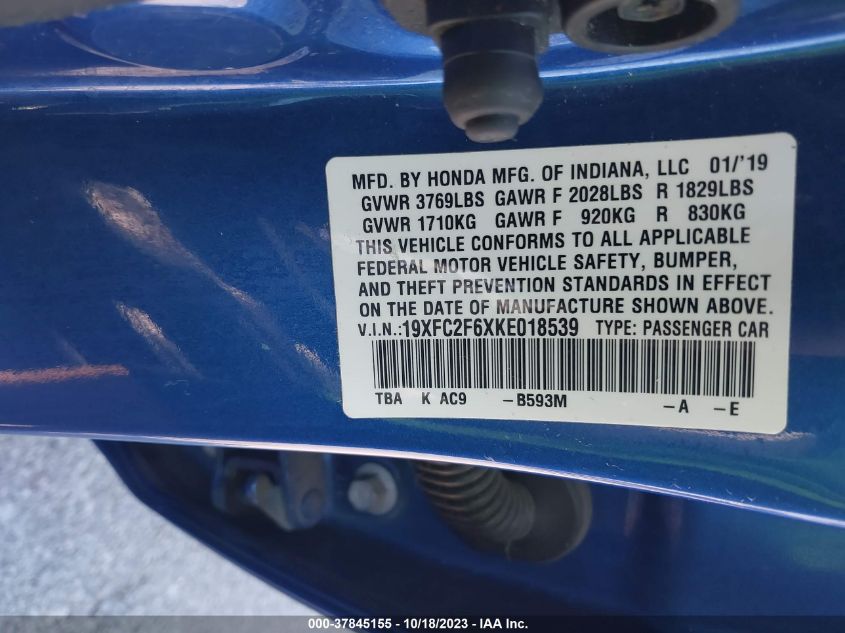 MFD. BY HONDA MFG. OF INDIANA, LLC 01/'19
GVWR 3769LBS GAWR F 2028LBS R 1829LBS
GVWR 1710KG GAWR F 920KG R 830KG
THIS VEHICLE CONFORMS TO ALL APPLICABLE
FEDERAL MOTOR VEHICLE SAFETY, BUMPER,
AND THEFT PREVENTION STANDARDS IN EFFECT
ON THE DATE OF MANUFACTURE SHOWN ABOVE.
V.I.N.:19XFC2F6XKE018539 TYPE: PASSENGER CAR
TBA K AC9 -B593M -A -E
000-37845155 - 10/18/2023 - IAA Inc.